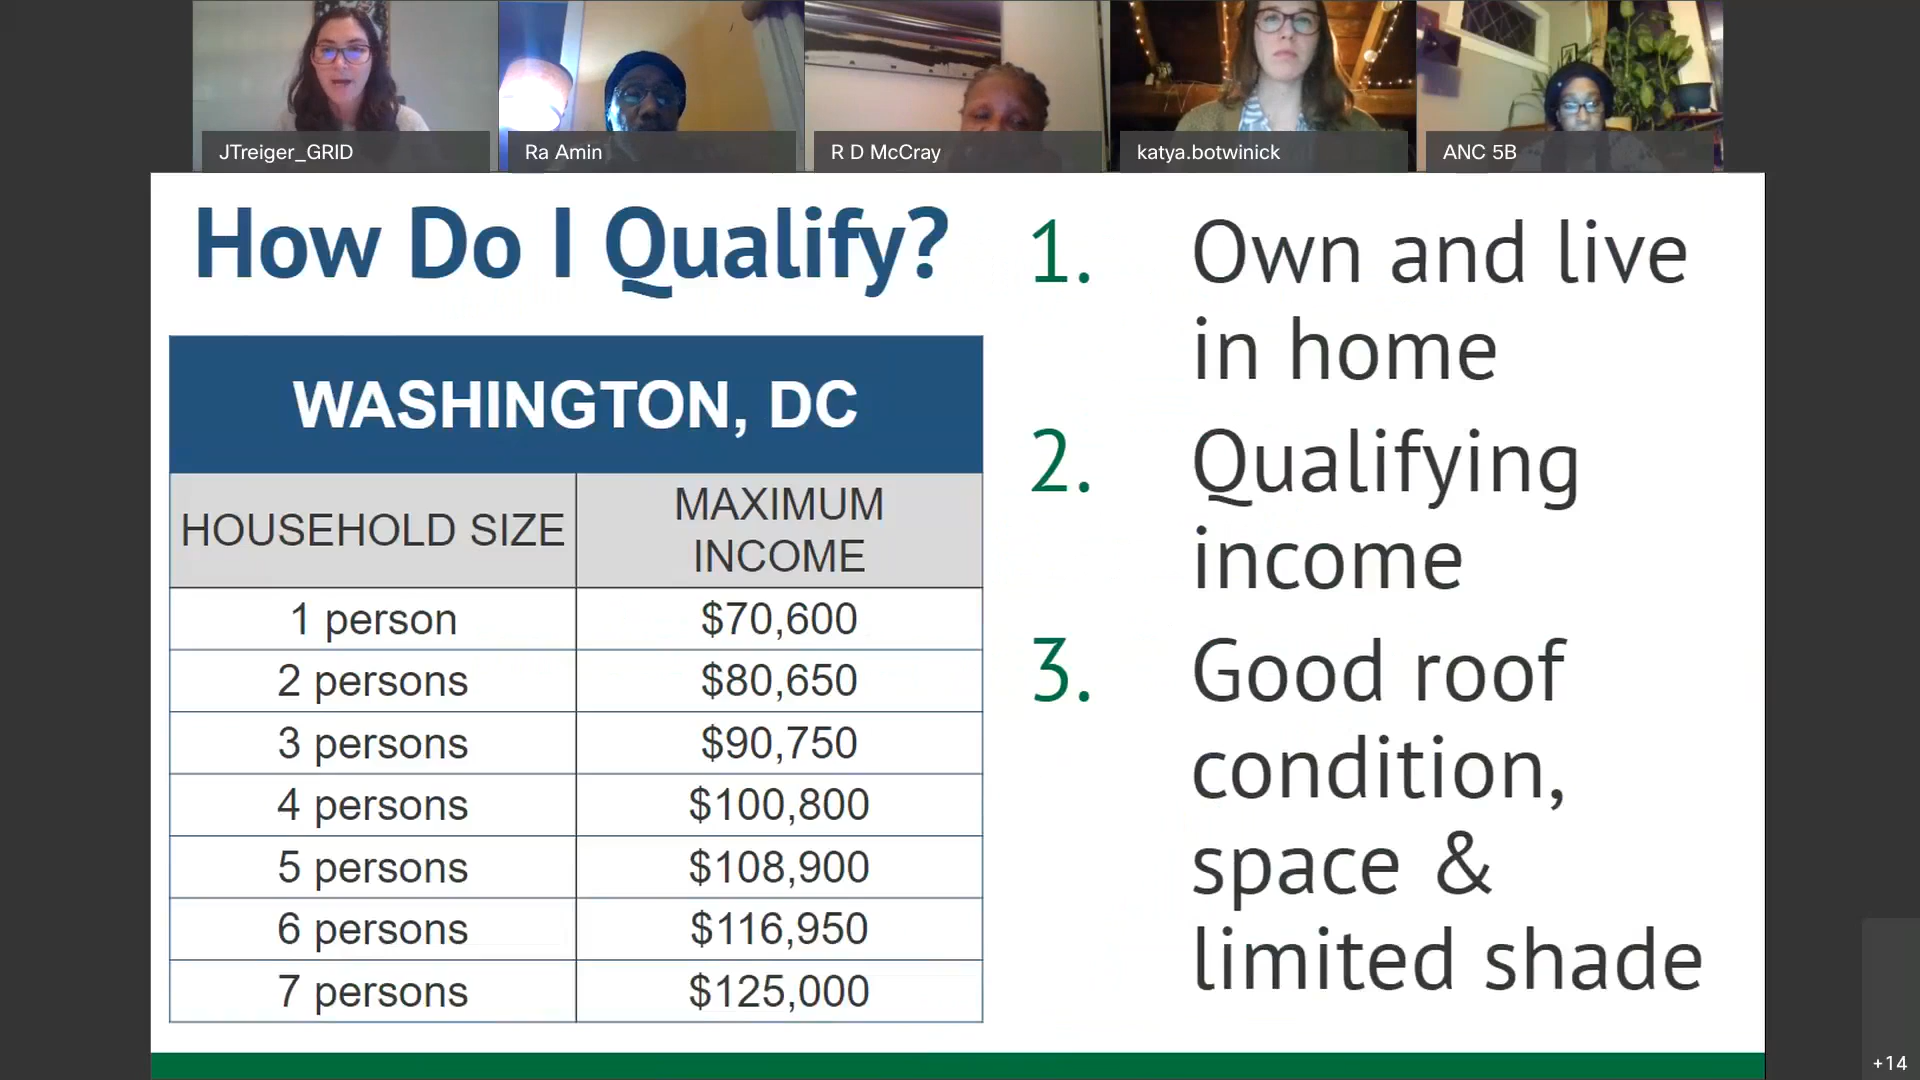 JTreiger_GRID
Ra Amin
R D McCray
katya.botwinick
ANC 5B
How Do I Qualify?
WASHINGTON, DC
HOUSEHOLD SIZE
MAXIMUM
INCOME
1 person
$70,600
2 persons
$80,650
3 persons
$90,750
4 persons
$100,800
5 persons
$108,900
6 persons
$116,950
7 persons
$125,000
1. Own and live
in home
2. Qualifying
income
3. Good roof
condition,
space &
limited shade
+14